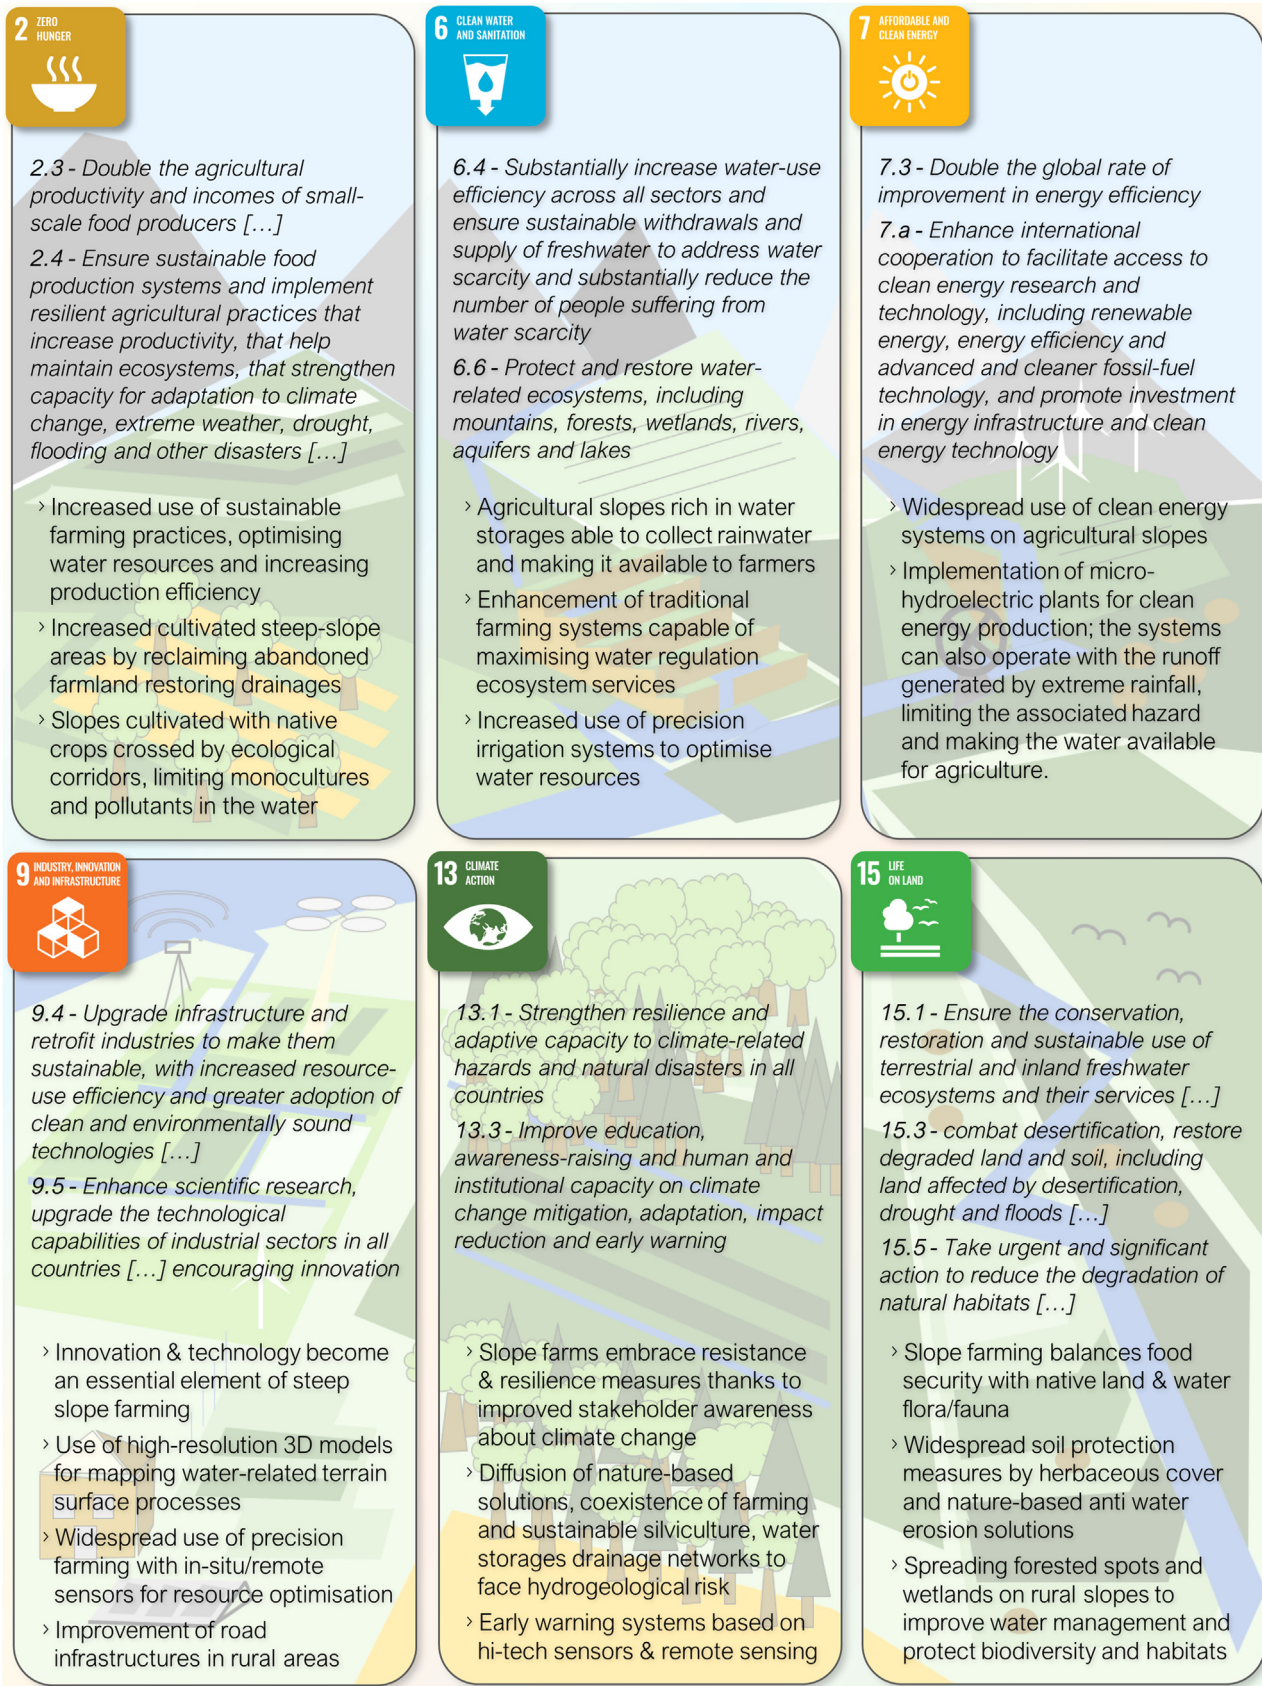 2 ZERO
HUNGER
2.3 - Double the agricultural
productivity and incomes of small-
scale food producers […]
2.4 - Ensure sustainable food
production systems and implement
resilient agricultural practices that
increase productivity, that help
maintain ecosystems, that strengthen
capacity for adaptation to climate
change, extreme weather, drought,
flooding and other disasters […]
› Increased use of sustainable
farming practices, optimising
water resources and increasing
production efficiency
› Increased cultivated steep-slope
areas by reclaiming abandoned
farmland restoring drainages
› Slopes cultivated with native
crops crossed by ecological
corridors, limiting monocultures
and pollutants in the water
6 CLEAN WATER
AND SANITATION
6.4 - Substantially increase water-use
efficiency across all sectors and
ensure sustainable withdrawals and
supply of freshwater to address water
scarcity and substantially reduce the
number of people suffering from
water scarcity
6.6 - Protect and restore water-
related ecosystems, including
mountains, forests, wetlands, rivers,
aquifers and lakes
› Agricultural slopes rich in water
storages able to collect rainwater
and making it available to farmers
› Enhancement of traditional
farming systems capable of
maximising water regulation
ecosystem services
› Increased use of precision
irrigation systems to optimise
water resources
7 AFFORDABLE AND
CLEAN ENERGY
7.3 - Double the global rate of
improvement in energy efficiency
7.a - Enhance international
cooperation to facilitate access to
clean energy research and
technology, including renewable
energy, energy efficiency and
advanced and cleaner fossil-fuel
technology, and promote investment
in energy infrastructure and clean
energy technology
› Widespread use of clean energy
systems on agricultural slopes
› Implementation of micro-
hydroelectric plants for clean
energy production; the systems
can also operate with the runoff
generated by extreme rainfall,
limiting the associated hazard
and making the water available
for agriculture.
9 INDUSTRY, INNOVATION
AND INFRASTRUCTURE
9.4 - Upgrade infrastructure and
retrofit industries to make them
sustainable, with increased resource-
use efficiency and greater adoption of
clean and environmentally sound
technologies […]
9.5 - Enhance scientific research,
upgrade the technological
capabilities of industrial sectors in all
countries […] encouraging innovation
› Innovation & technology become
an essential element of steep
slope farming
› Use of high-resolution 3D models
for mapping water-related terrain
surface processes
› Widespread use of precision
farming with in-situ/remote
sensors for resource optimisation
› Improvement of road
infrastructures in rural areas
13 CLIMATE
ACTION
13.1 - Strengthen resilience and
adaptive capacity to climate-related
hazards and natural disasters in all
countries
13.3 - Improve education,
awareness-raising and human and
institutional capacity on climate
change mitigation, adaptation, impact
reduction and early warning
› Slope farms embrace resistance
& resilience measures thanks to
improved stakeholder awareness
about climate change
› Diffusion of nature-based
solutions, coexistence of farming
and sustainable silviculture, water
storages drainage networks to
face hydrogeological risk
› Early warning systems based on
hi-tech sensors & remote sensing
15 LIFE
ON LAND
15.1 - Ensure the conservation,
restoration and sustainable use of
terrestrial and inland freshwater
ecosystems and their services […]
15.3 - combat desertification, restore
degraded land and soil, including
land affected by desertification,
drought and floods […]
15.5 - Take urgent and significant
action to reduce the degradation of
natural habitats […]
› Slope farming balances food
security with native land & water
flora/fauna
› Widespread soil protection
measures by herbaceous cover
and nature-based anti water
erosion solutions
› Spreading forested spots and
wetlands on rural slopes to
improve water management and
protect biodiversity and habitats